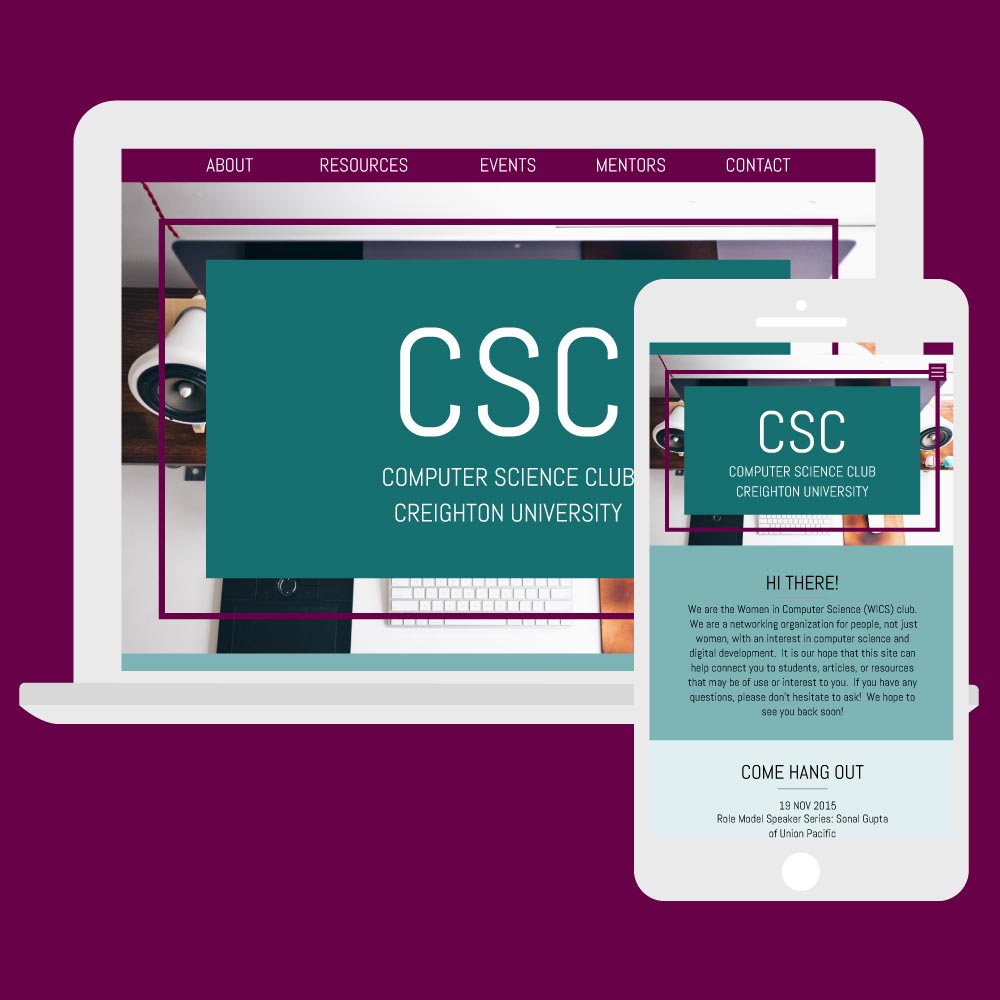 ABOUT RESOURCES EVENTS MENTORS CONTACT
CSC
COMPUTER SCIENCE CLUB
CREIGHTON UNIVERSITY
CSC
COMPUTER SCIENCE CLUB
CREIGHTON UNIVERSITY
HI THERE!
We are the Women in Computer Science (WICS) club.
We are a networking organization for people, not just
women, with an interest in computer science and
digital development. It is our hope that this site can
help connect you to students, articles, or resources
that may be of use or interest to you. If you have any
questions, please don't hesitate to ask! We hope to
see you back soon!
COME HANG OUT
19 NOV 2015
Role Model Speaker Series: Sonal Gupta
of Union Pacific